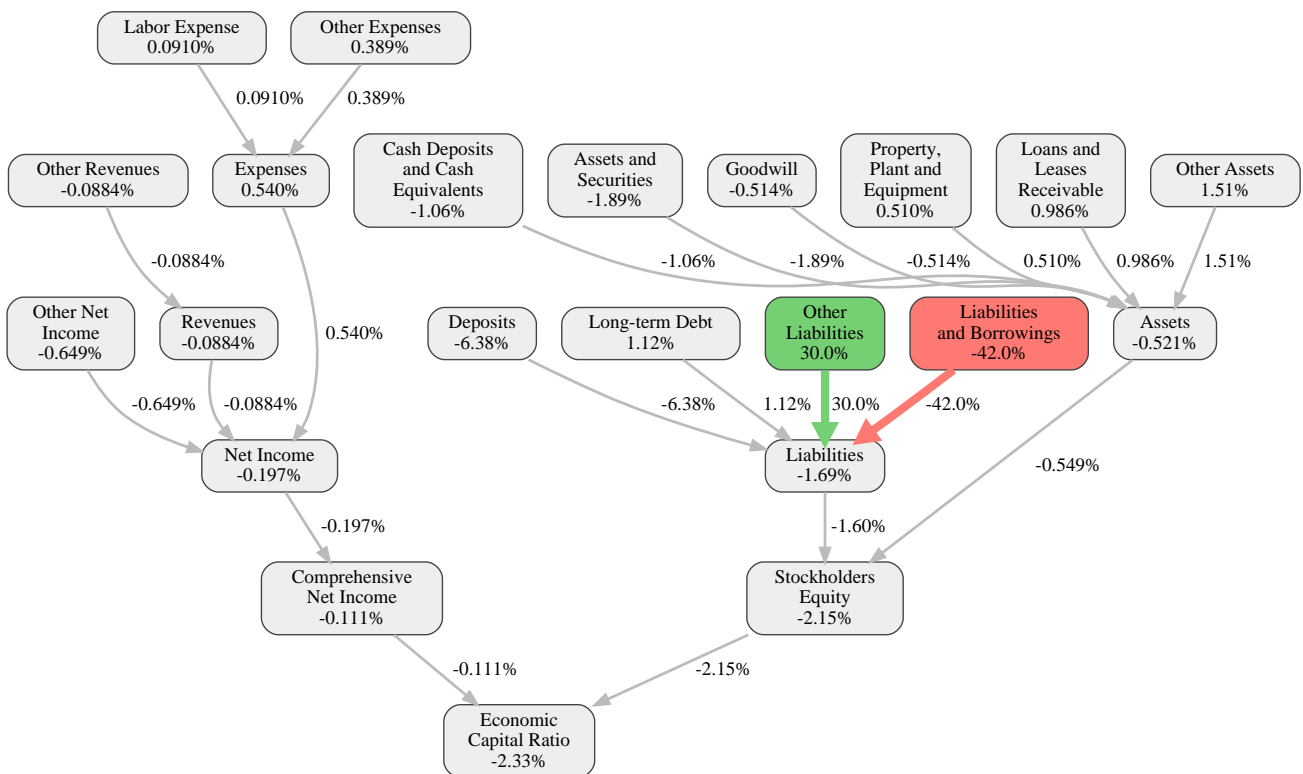 Labor Expense
0.0910%
Other Expenses
0.389%
0.0910%
0.389%
Other Revenues
-0.0884%
Expenses
0.540%
Cash Deposits
and Cash
Equivalents
-1.06%
Assets and
Securities
-1.89%
Goodwill
-0.514%
Property,
Plant and
Equipment
0.510%
Loans and
Leases
Receivable
0.986%
Other Assets
1.51%
-0.0884%
-1.06%
-1.89%
-0.514%
0.510%
0.986%
1.51%
Other Net
Income
-0.649%
Revenues
-0.0884%
0.540%
Deposits
-6.38%
Long-term Debt
1.12%
Other
Liabilities
30.0%
Liabilities
and Borrowings
-42.0%
Assets
-0.521%
-0.649%
-0.0884%
-6.38%
1.12%
30.0%
-42.0%
Net Income
-0.197%
Liabilities
-1.69%
-0.549%
-0.197%
-1.60%
Comprehensive
Net Income
-0.111%
Stockholders
Equity
-2.15%
-0.111%
-2.15%
Economic
Capital Ratio
-2.33%